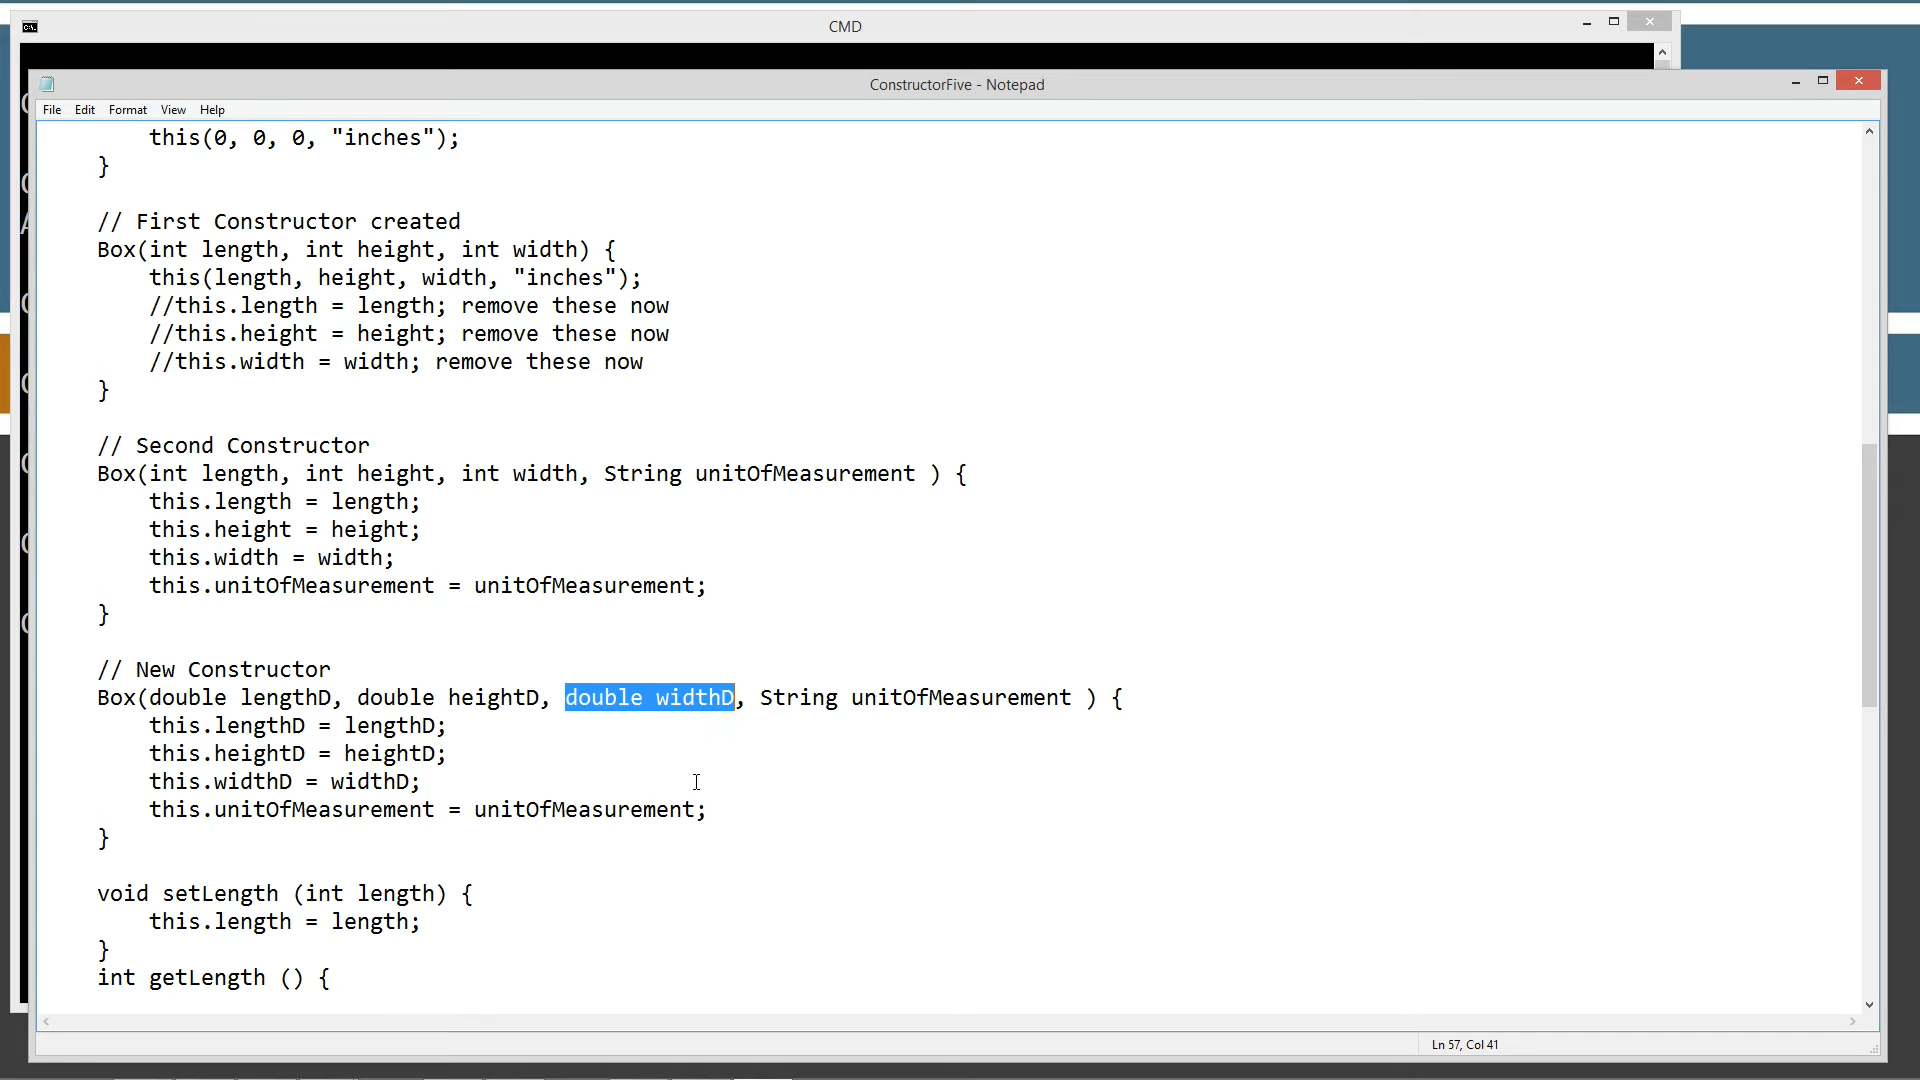 CMD
ConstructorFive - Notepad
File Edit Format View Help
this(0, 0, 0, "inches");
}
// First Constructor created
Box(int length, int height, int width) {
this(length, height, width, "inches");
//this.length = length; remove these now
//this.height = height; remove these now
//this.width = width; remove these now
}
// Second Constructor
Box(int length, int height, int width, String unitOfMeasurement ) {
this.length = length;
this.height = height;
this.width = width;
this.unitOfMeasurement = unitOfMeasurement;
}
// New Constructor
Box(double lengthD, double heightD, double widthD, String unitOfMeasurement ) {
this.lengthD = lengthD;
this.heightD = heightD;
this.widthD = widthD;
this.unitOfMeasurement = unitOfMeasurement;
}
void setLength (int length) {
this.length = length;
}
int getLength () {
Ln 57, Col 41